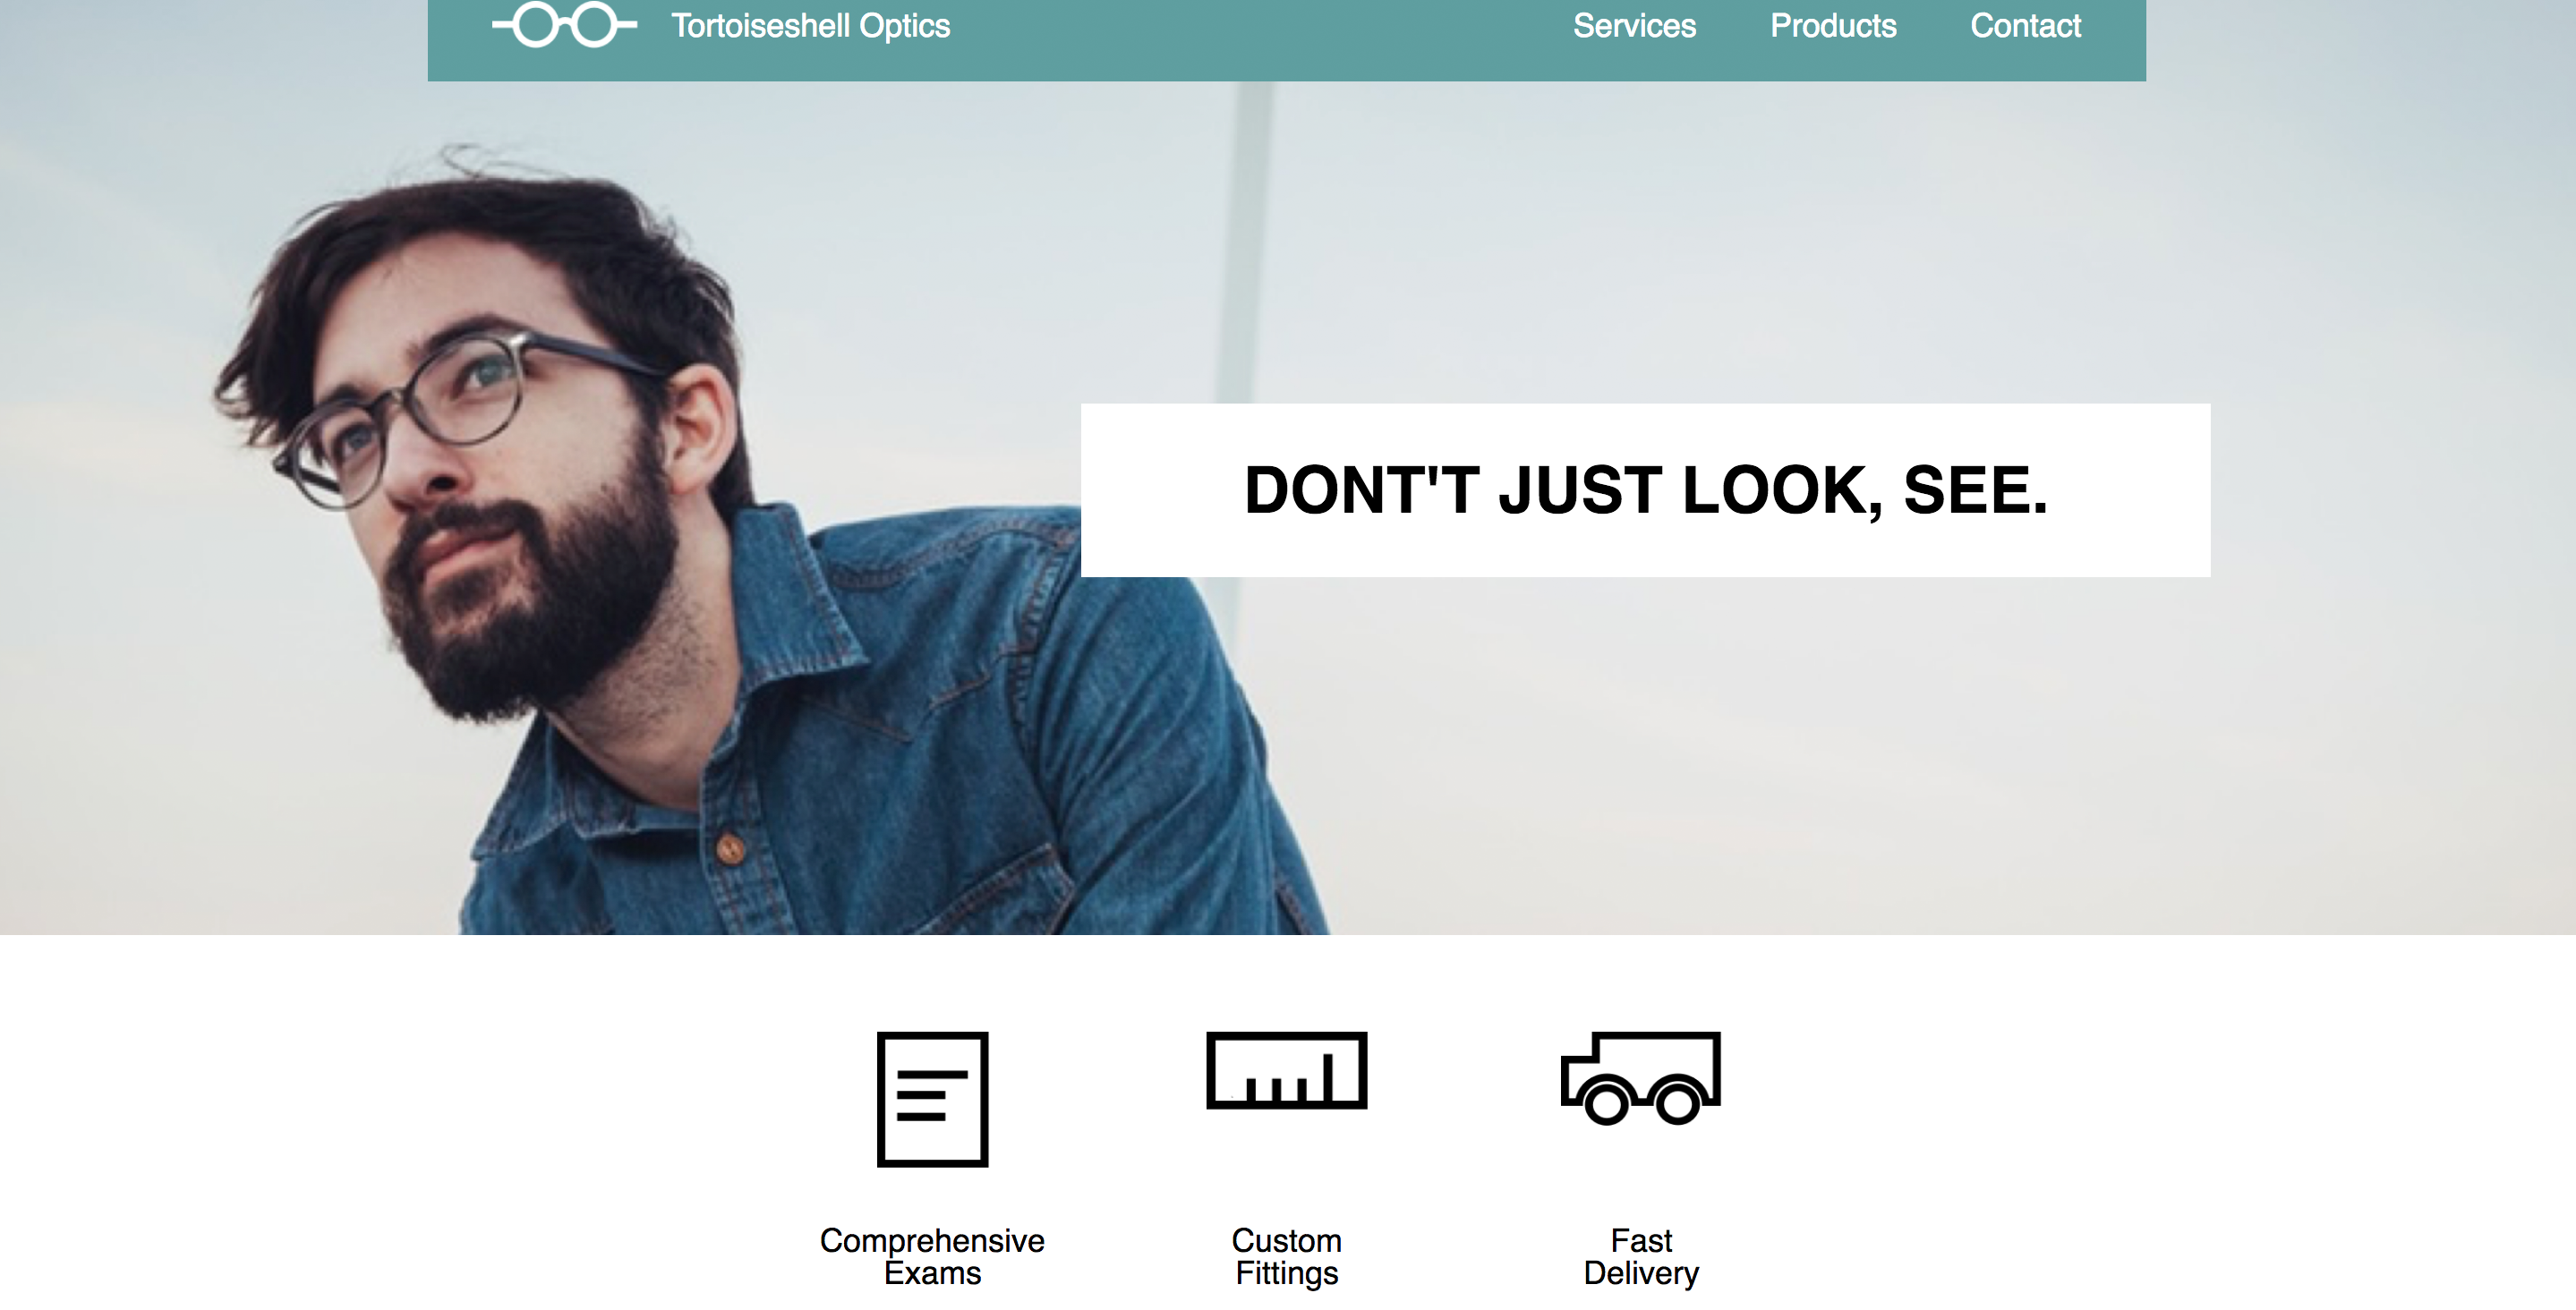 Tortoiseshell Optics Services Products Contact
DONT'T JUST LOOK, SEE.
Comprehensive Custom Fast
Exams Fittings Delivery